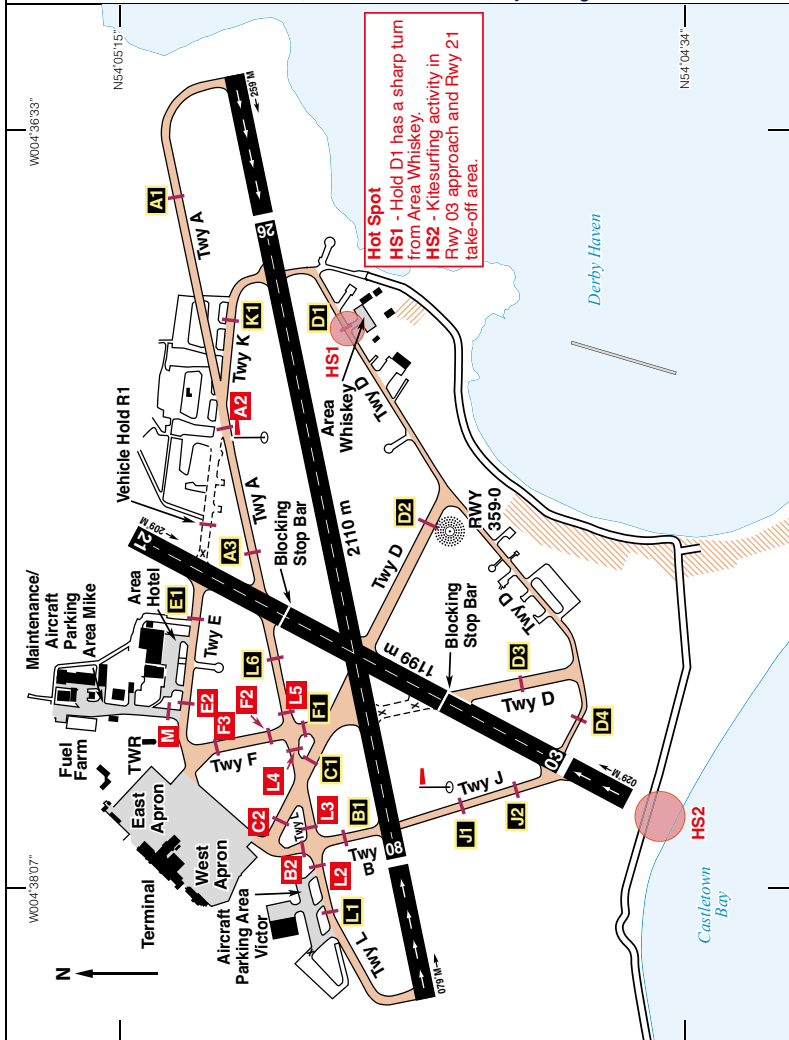 N54°05'15
N54°04'34
W004°36'33
W004°38'07
Hot Spot
HS1 - Hold D1 has a sharp turn
from Area Whiskey.
HS2 - Kitesurfing activity in
Rwy 03 approach and Rwy 21
take-off area.
259°M
26
A1
Twy A
K1
Twy K
D1
HS1
Area
Whiskey
Twy D
Derby Haven
Vehicle Hold R1
A2
Twy A
A3
209°M
21
X
Blocking
Stop Bar
2110 m
D2
RWY
359-0
Twy D
Maintenance/
Aircraft
Parking
Area Mike
Area
Hotel
E1
Twy E
E2
M
Fuel
Farm
TWR
F3
F2
Twy F
L6
L5
F1
L4
C1
1199 m
Blocking
Stop Bar
X
Twy D
D3
Twy D
D4
East
Apron
West
Apron
Terminal
C2
Twy L
L3
B2
B1
Twy
B
L2
L1
Twy L
Aircraft
Parking Area
Victor
08
079°M
Twy J
J1
J2
03
029°M
HS2
Castletown
Bay
N